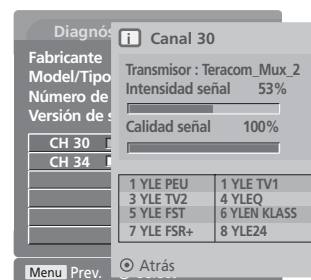 Diagnós
Canal 30
Fabricante
Model/Tipo
Número de
Versión de s
Transmisor : Teracom_Mux_2
Intensidad señal 53%
Calidad señal 100%
CH 30
CH 34
1 YLE PEU 1 YLE TV1
3 YLE TV2 4 YLEQ
5 YLE FST 6 YLEN KLASS
7 YLE FSR+ 8 YLE24
Atrás
Menu Prev.